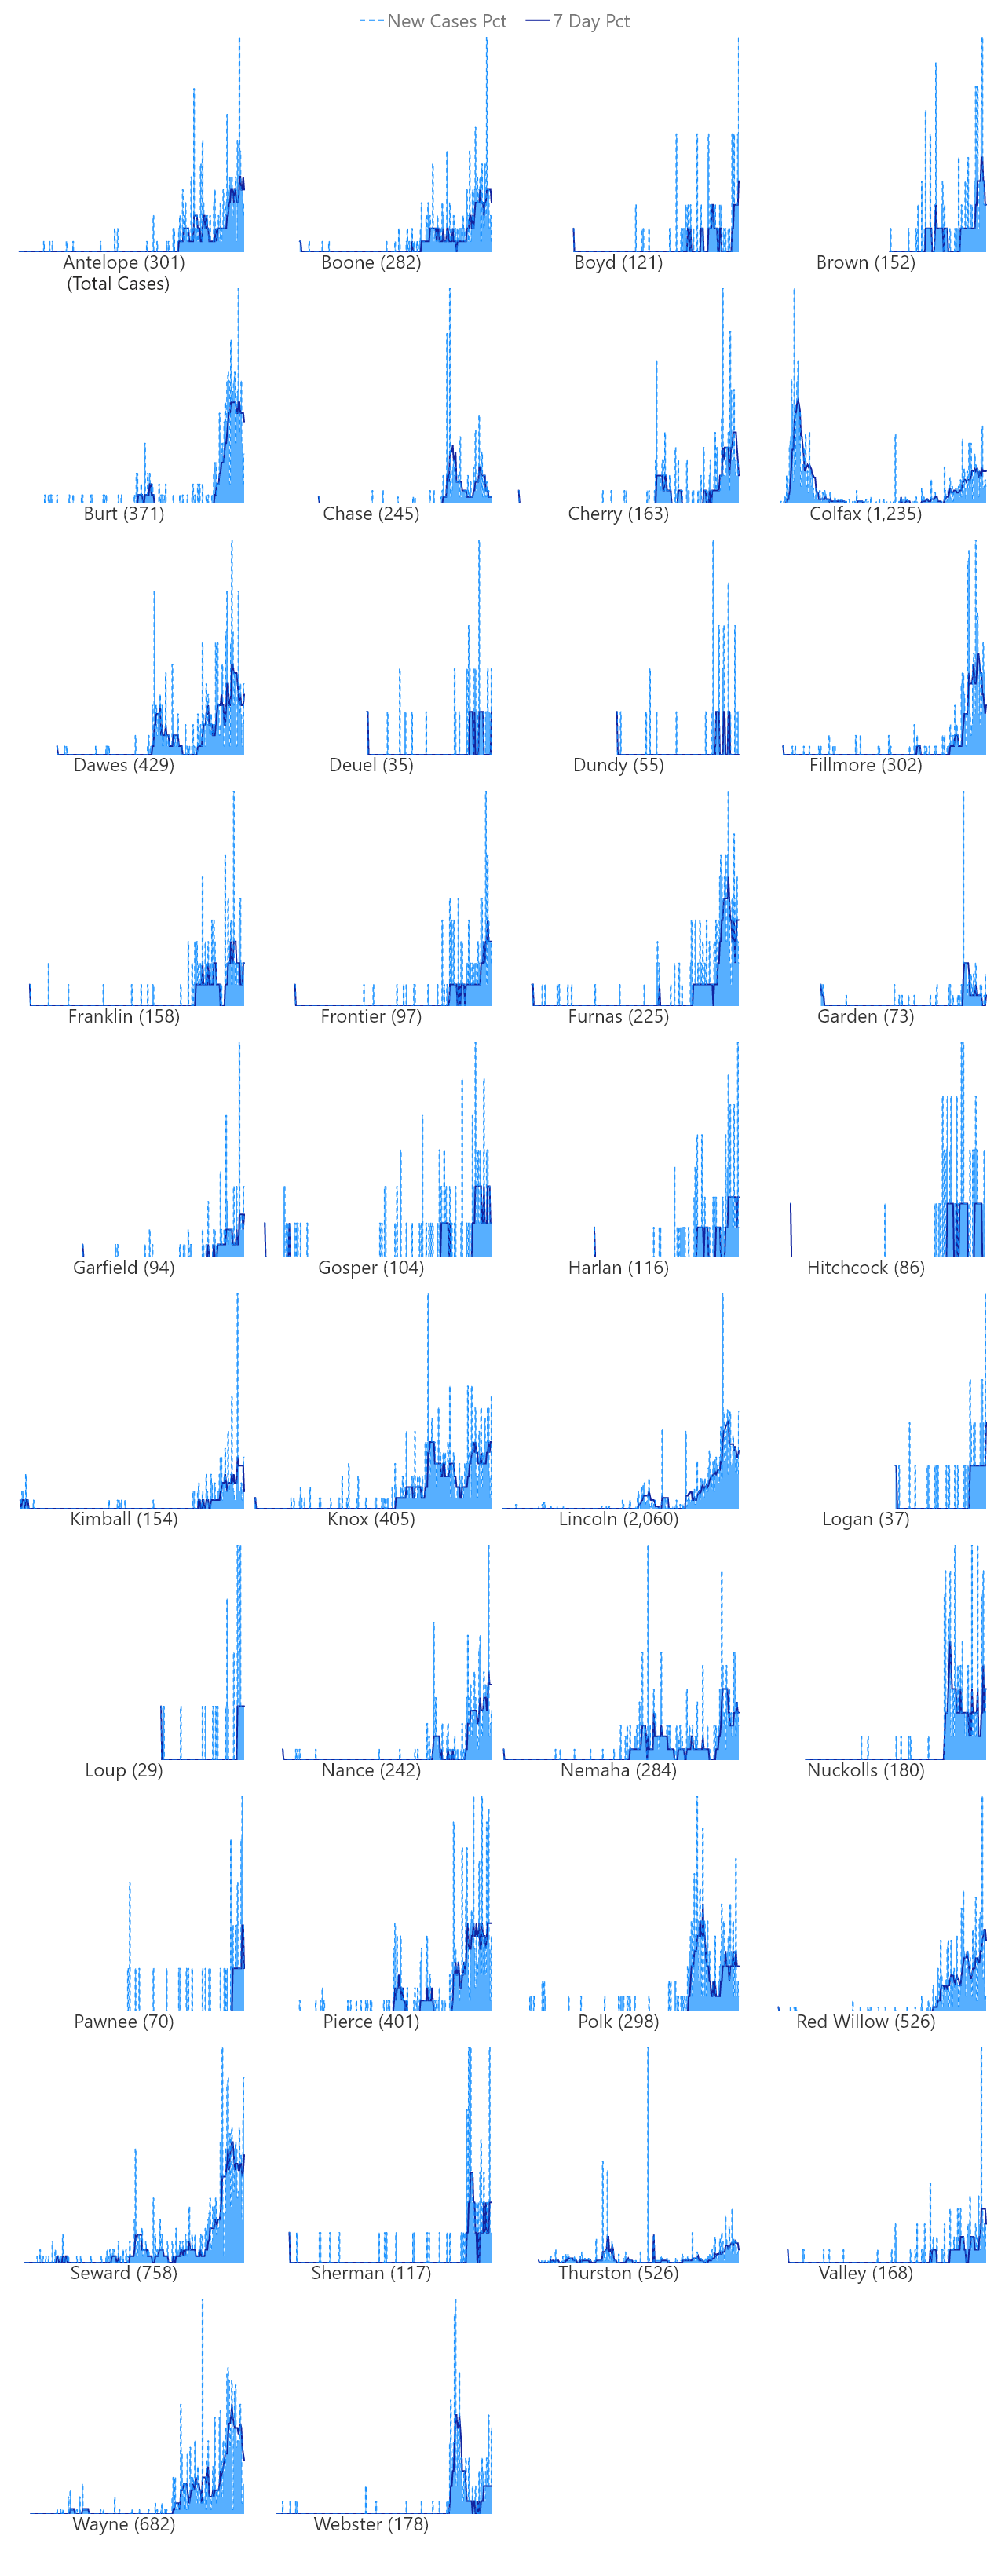 New Cases Pct 7 Day Pct
Antelope (301) Boone (282) Boyd (121) Brown (152)
(Total Cases)
Burt (371) Chase (245) Cherry (163) Colfax (1,235)
Dawes (429) Deuel (35) Dundy (55) Fillmore (302)
Franklin (158) Frontier (97) Furnas (225) Garden (73)
Garfield (94) Gosper (104) Harlan (116) Hitchcock (86)
Kimball (154) Knox (405) Lincoln (2,060) Logan (37)
Loup (29) Nance (242) Nemaha (284) Nuckolls (180)
Pawnee (70) Pierce (401) Polk (298) Red Willow (526)
Seward (758) Sherman (117) Thurston (526) Valley (168)
Wayne (682) Webster (178)